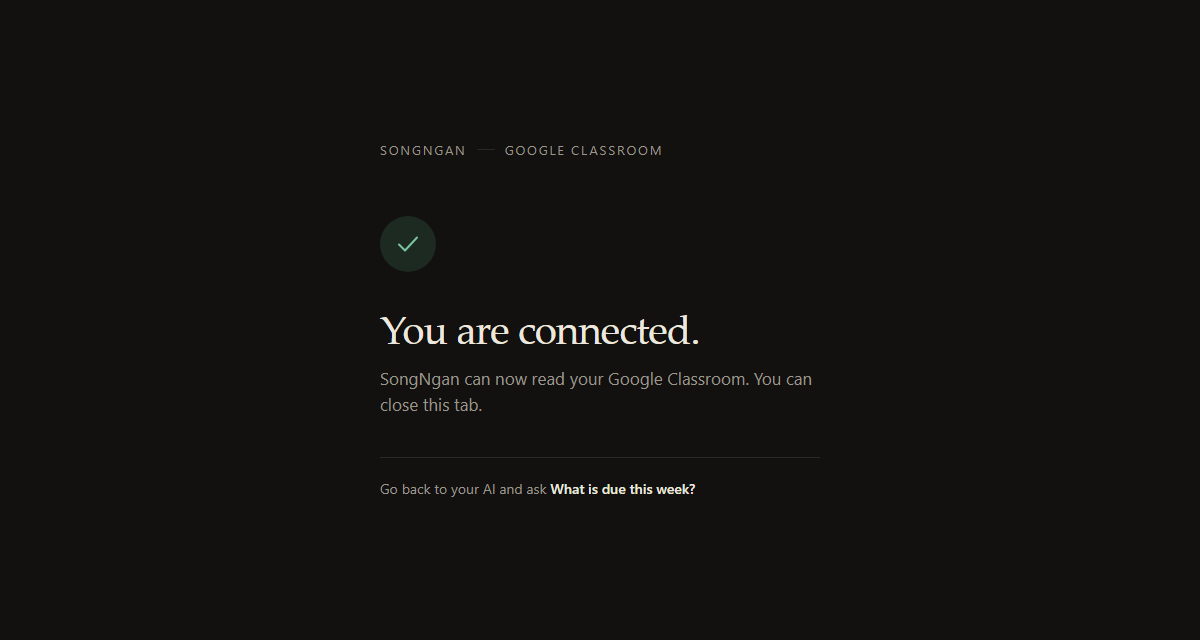 SONGNGAN — GOOGLE CLASSROOM
You are connected.
SongNgan can now read your Google Classroom. You can
close this tab.
Go back to your AI and ask What is due this week?